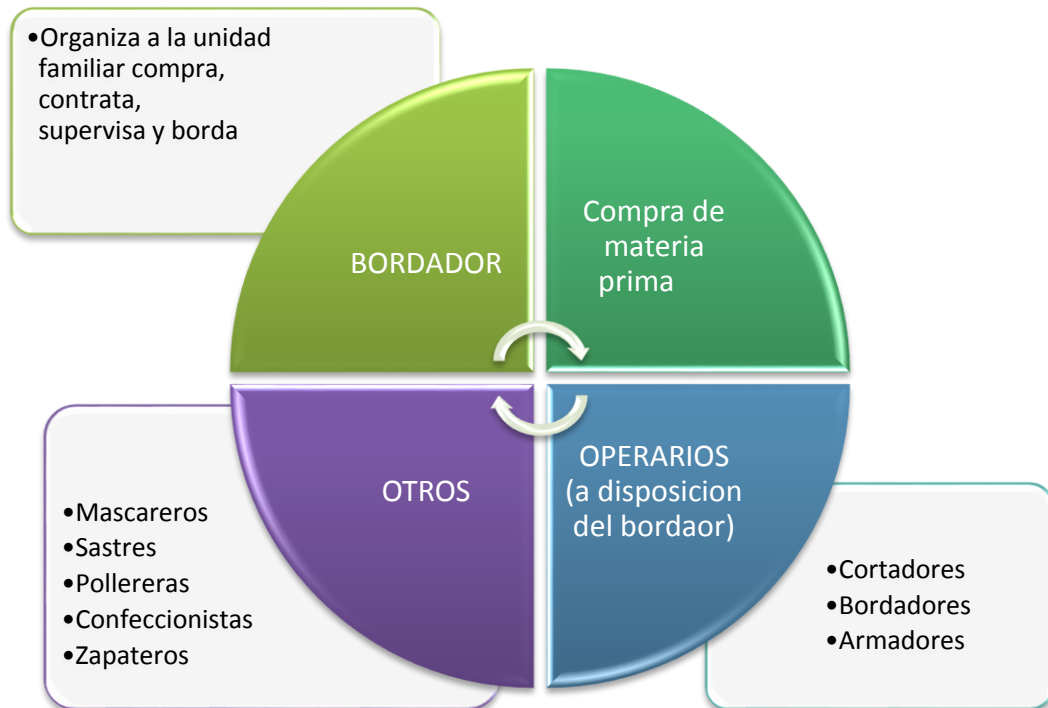 •Organiza a la unidad
familiar compra,
contrata,
supervisa y borda
BORDADOR
Compra de
materia
prima
OTROS
OPERARIOS
(a disposicion
del bordaor)
•Mascareros
•Sastres
•Pollereras
•Confeccionistas
•Zapateros
•Cortadores
•Bordadores
•Armadores